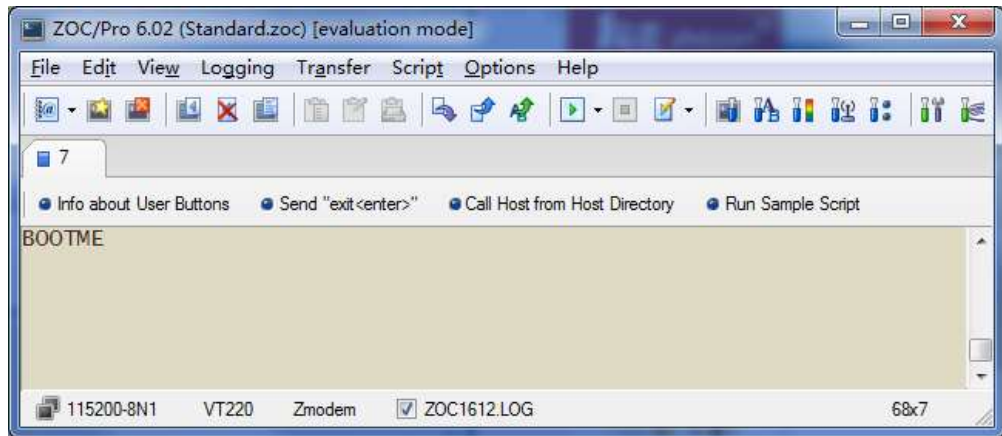 ZOC/Pro 6.02 (Standard.zoc) [evaluation mode]
File Edit View Logging Transfer Script Options Help
7
Info about User Buttons Send "exit<enter>" Call Host from Host Directory Run Sample Script
BOOTME
115200-8N1 VT220 Zmodem ZOC1612.LOG 68x7